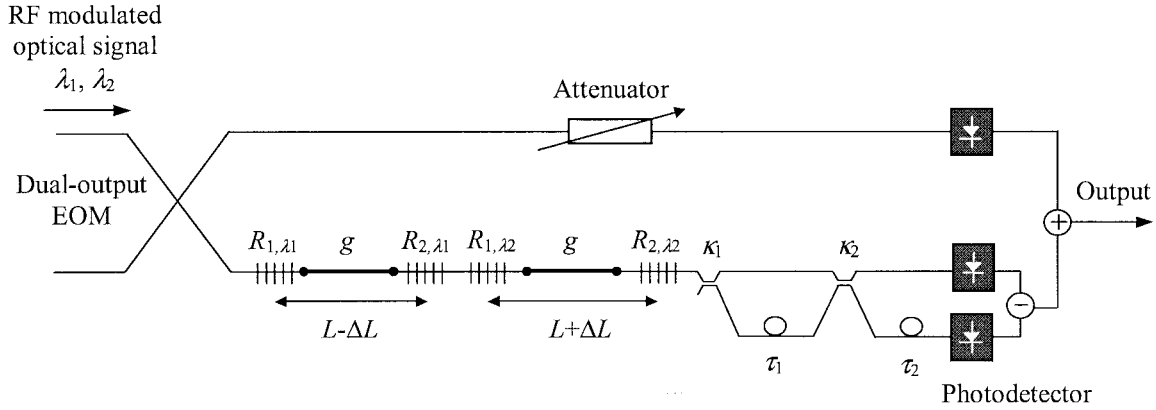 RF modulated
optical signal
λ1, λ2
Attenuator
Dual-output
EOM
Output
R1,λ1 g R2,λ1 R1,λ2 g R2,λ2 κ1 κ2
+
−
L-ΔL L+ΔL
τ1 τ2
Photodetector